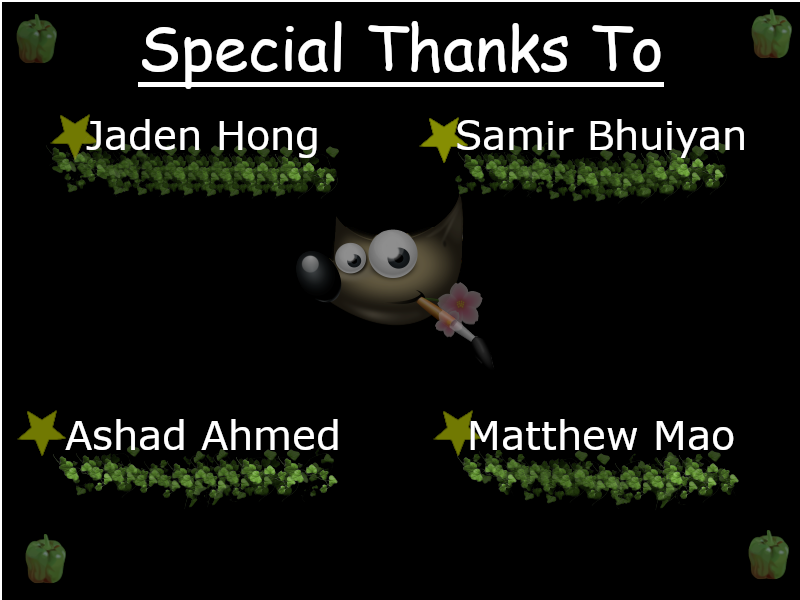 Special Thanks To
Jaden Hong
Samir Bhuiyan
Ashad Ahmed
Matthew Mao